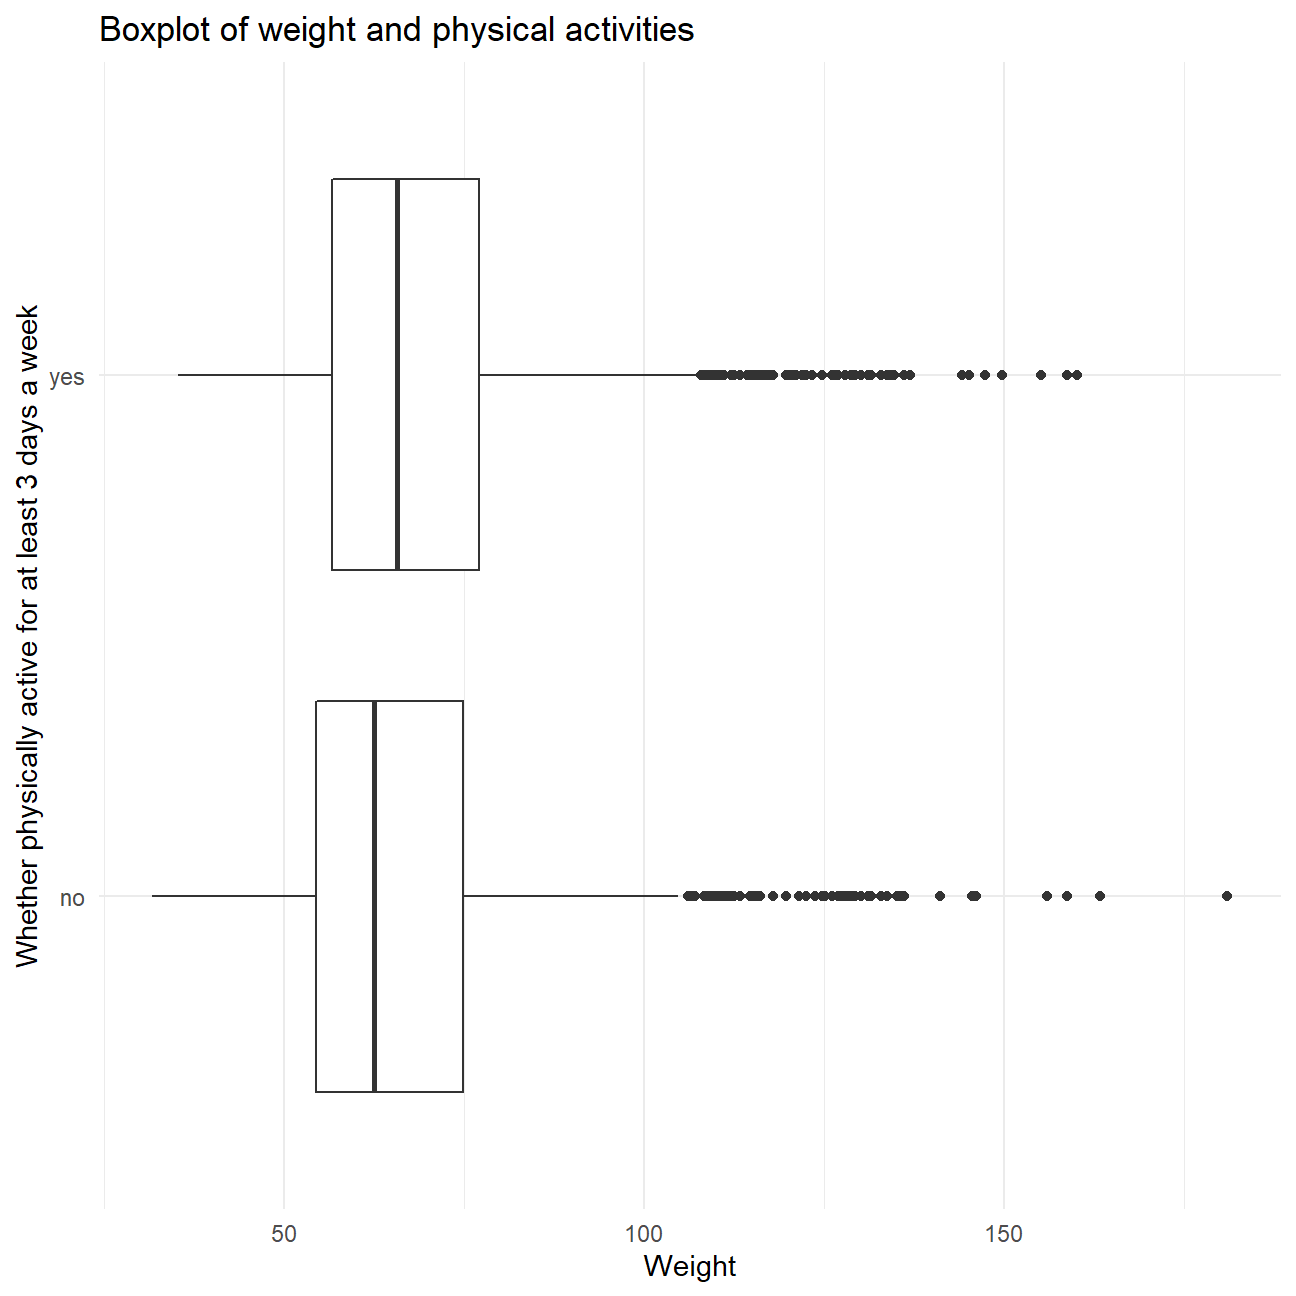 Boxplot of weight and physical activities
Whether physically active for at least 3 days a week
yes
no
50
100
150
Weight